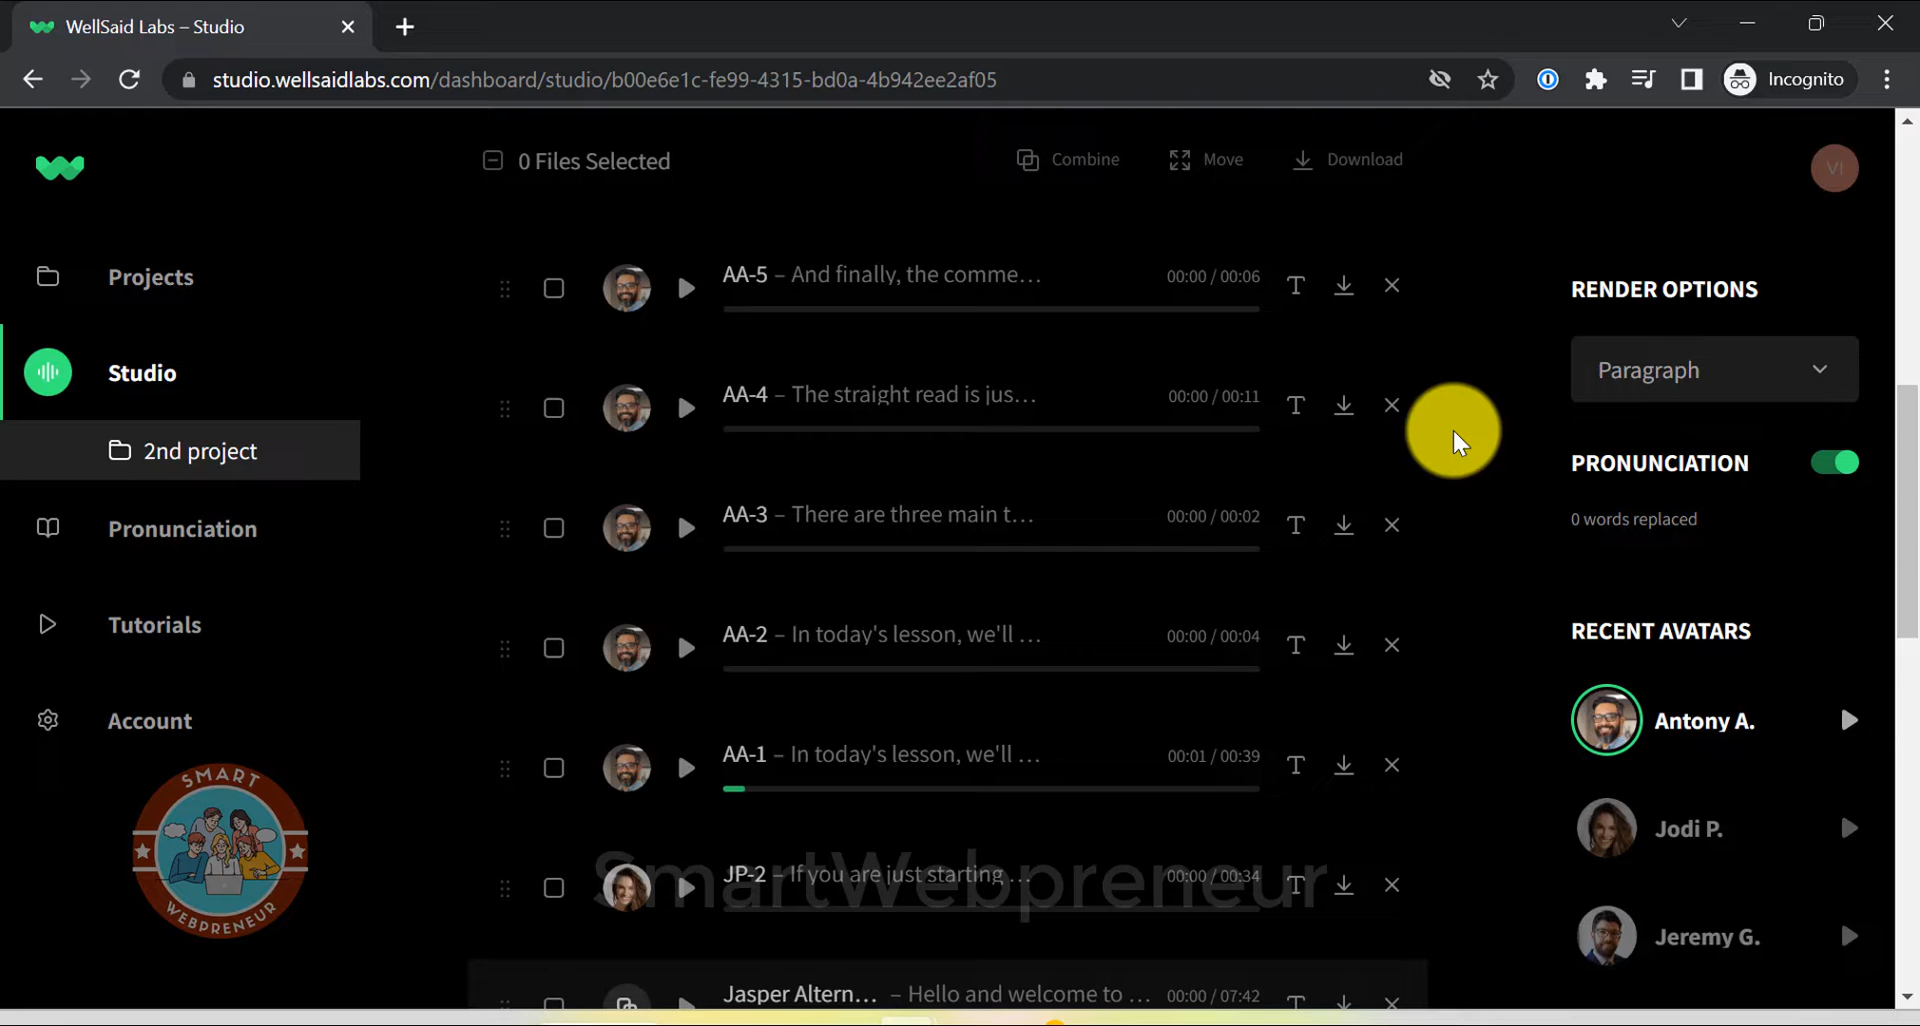 WellSaid Labs – Studio
studio.wellsaidlabs.com/dashboard/studio/b00e6e1c-fe99-4315-bd0a-4b942ee2af05
Incognito
0 Files Selected
Combine
Move
Download
VI
Projects
Studio
2nd project
Pronunciation
Tutorials
Account
AA-5 – And finally, the comme... 00:00 / 00:06
AA-4 – The straight read is jus... 00:00 / 00:11
AA-3 – There are three main t... 00:00 / 00:02
AA-2 – In today's lesson, we'll ... 00:00 / 00:04
AA-1 – In today's lesson, we'll ... 00:01 / 00:39
JP-2 – If you are just starting ... 00:00 / 00:34
Jasper Altern... – Hello and welcome to ... 00:00 / 07:42
RENDER OPTIONS
Paragraph
PRONUNCIATION
0 words replaced
RECENT AVATARS
Antony A.
Jodi P.
Jeremy G.
SMART
WEBPRENEUR
SmartWebpreneur